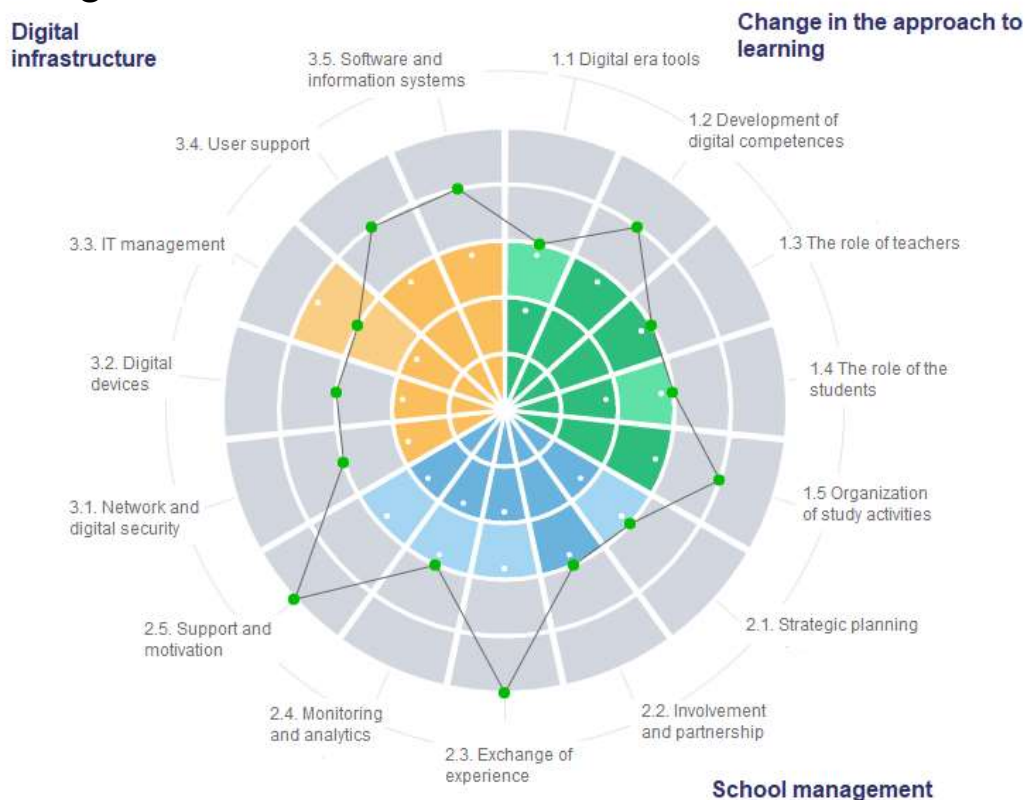 Digital
infrastructure
Change in the approach to
learning
3.5. Software and
information systems
1.1 Digital era tools
1.2 Development of
digital competences
3.4. User support
3.3. IT management
1.3 The role of teachers
3.2. Digital
devices
1.4 The role of the
students
3.1. Network and
digital security
1.5 Organization
of study activities
2.5. Support and
motivation
2.1. Strategic planning
2.4. Monitoring
and analytics
2.2. Involvement
and partnership
2.3. Exchange of
experience
School management